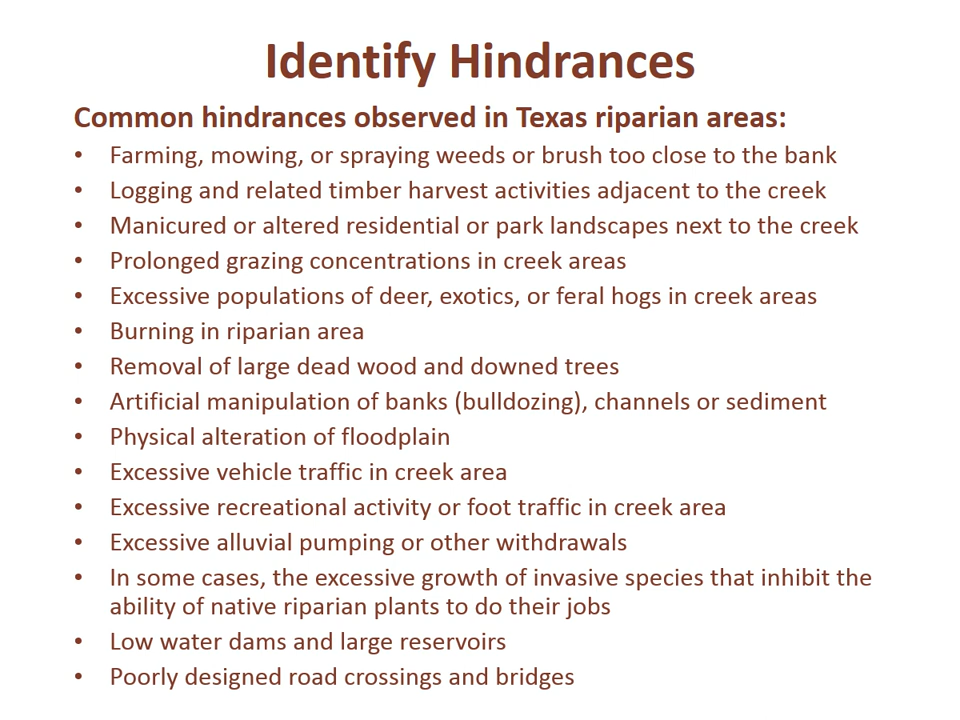 Identify Hindrances
Common hindrances observed in Texas riparian areas:
• Farming, mowing, or spraying weeds or brush too close to the bank
• Logging and related timber harvest activities adjacent to the creek
• Manicured or altered residential or park landscapes next to the creek
• Prolonged grazing concentrations in creek areas
• Excessive populations of deer, exotics, or feral hogs in creek areas
• Burning in riparian area
• Removal of large dead wood and downed trees
• Artificial manipulation of banks (bulldozing), channels or sediment
• Physical alteration of floodplain
• Excessive vehicle traffic in creek area
• Excessive recreational activity or foot traffic in creek area
• Excessive alluvial pumping or other withdrawals
• In some cases, the excessive growth of invasive species that inhibit the
ability of native riparian plants to do their jobs
• Low water dams and large reservoirs
• Poorly designed road crossings and bridges